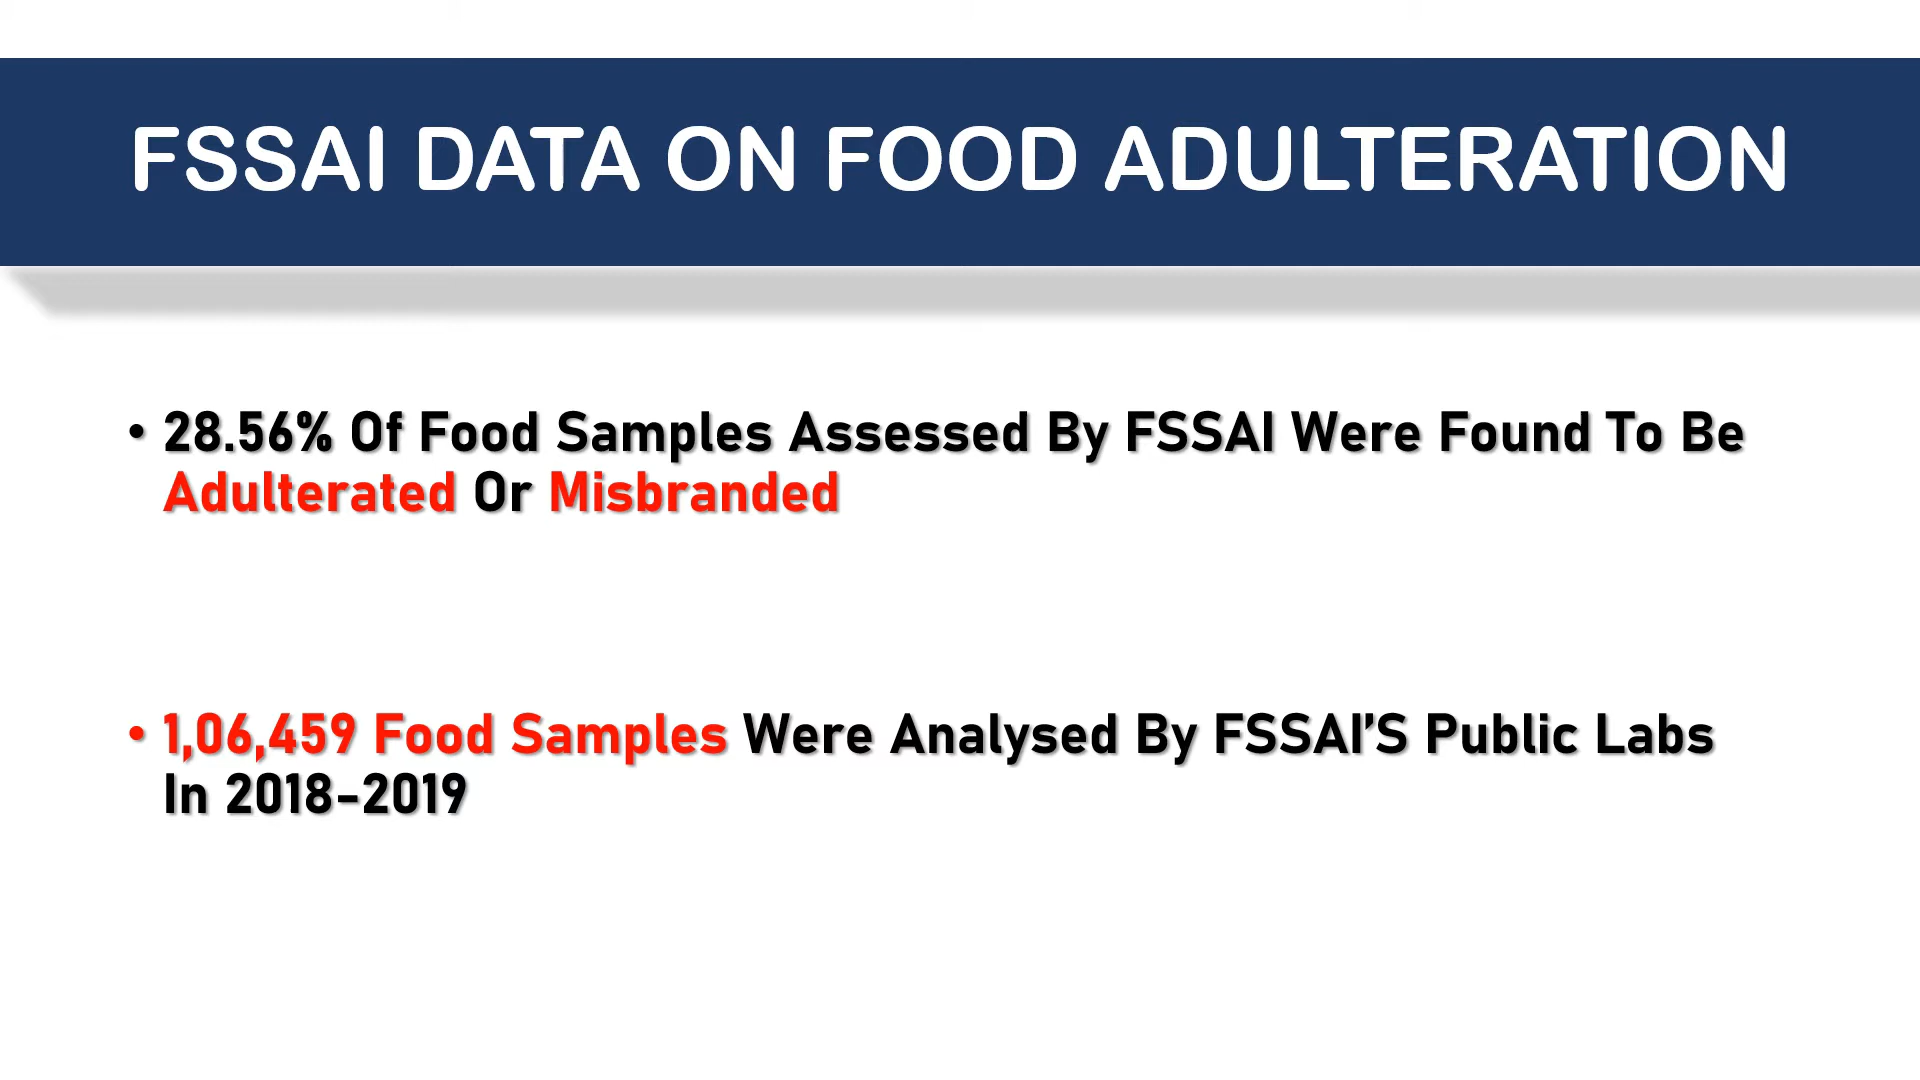 FSSAI DATA ON FOOD ADULTERATION
• 28.56% Of Food Samples Assessed By FSSAI Were Found To Be
Adulterated Or Misbranded
• 1,06,459 Food Samples Were Analysed By FSSAI’S Public Labs
In 2018-2019